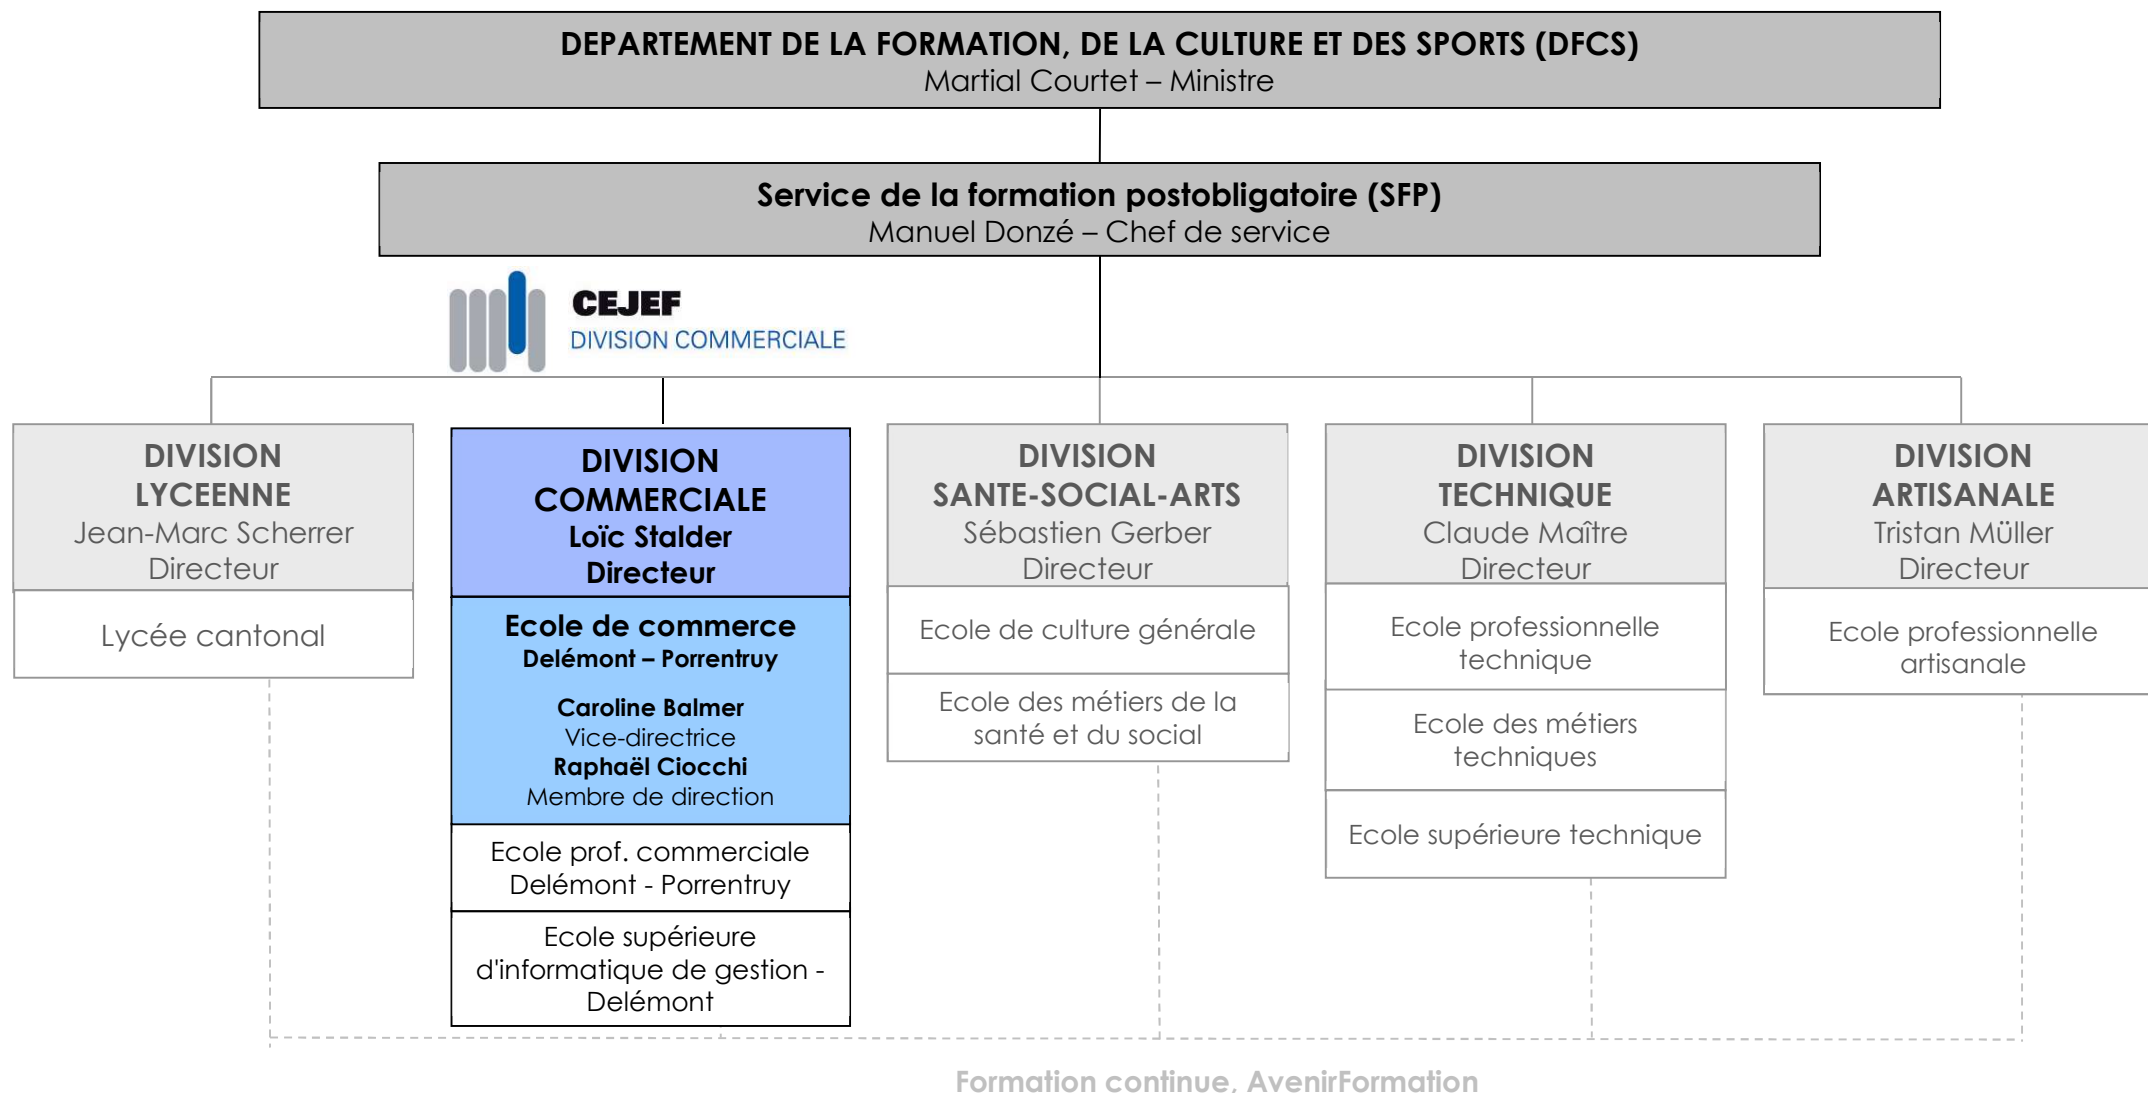 DEPARTEMENT DE LA FORMATION, DE LA CULTURE ET DES SPORTS (DFCS)
Martial Courtet – Ministre
Service de la formation postobligatoire (SFP)
Manuel Donzé – Chef de service
CEJEF
DIVISION COMMERCIALE
DIVISION
LYCEENNE
Jean-Marc Scherrer
Directeur
Lycée cantonal
DIVISION
COMMERCIALE
Loïc Stalder
Directeur
Ecole de commerce
Delémont – Porrentruy
Caroline Balmer
Vice-directrice
Raphaël Ciocchi
Membre de direction
Ecole prof. commerciale
Delémont - Porrentruy
Ecole supérieure
d'informatique de gestion -
Delémont
DIVISION
SANTE-SOCIAL-ARTS
Sébastien Gerber
Directeur
Ecole de culture générale
Ecole des métiers de la
santé et du social
DIVISION
TECHNIQUE
Claude Maître
Directeur
Ecole professionnelle
technique
Ecole des métiers
techniques
Ecole supérieure technique
DIVISION
ARTISANALE
Tristan Müller
Directeur
Ecole professionnelle
artisanale
Formation continue, AvenirFormation